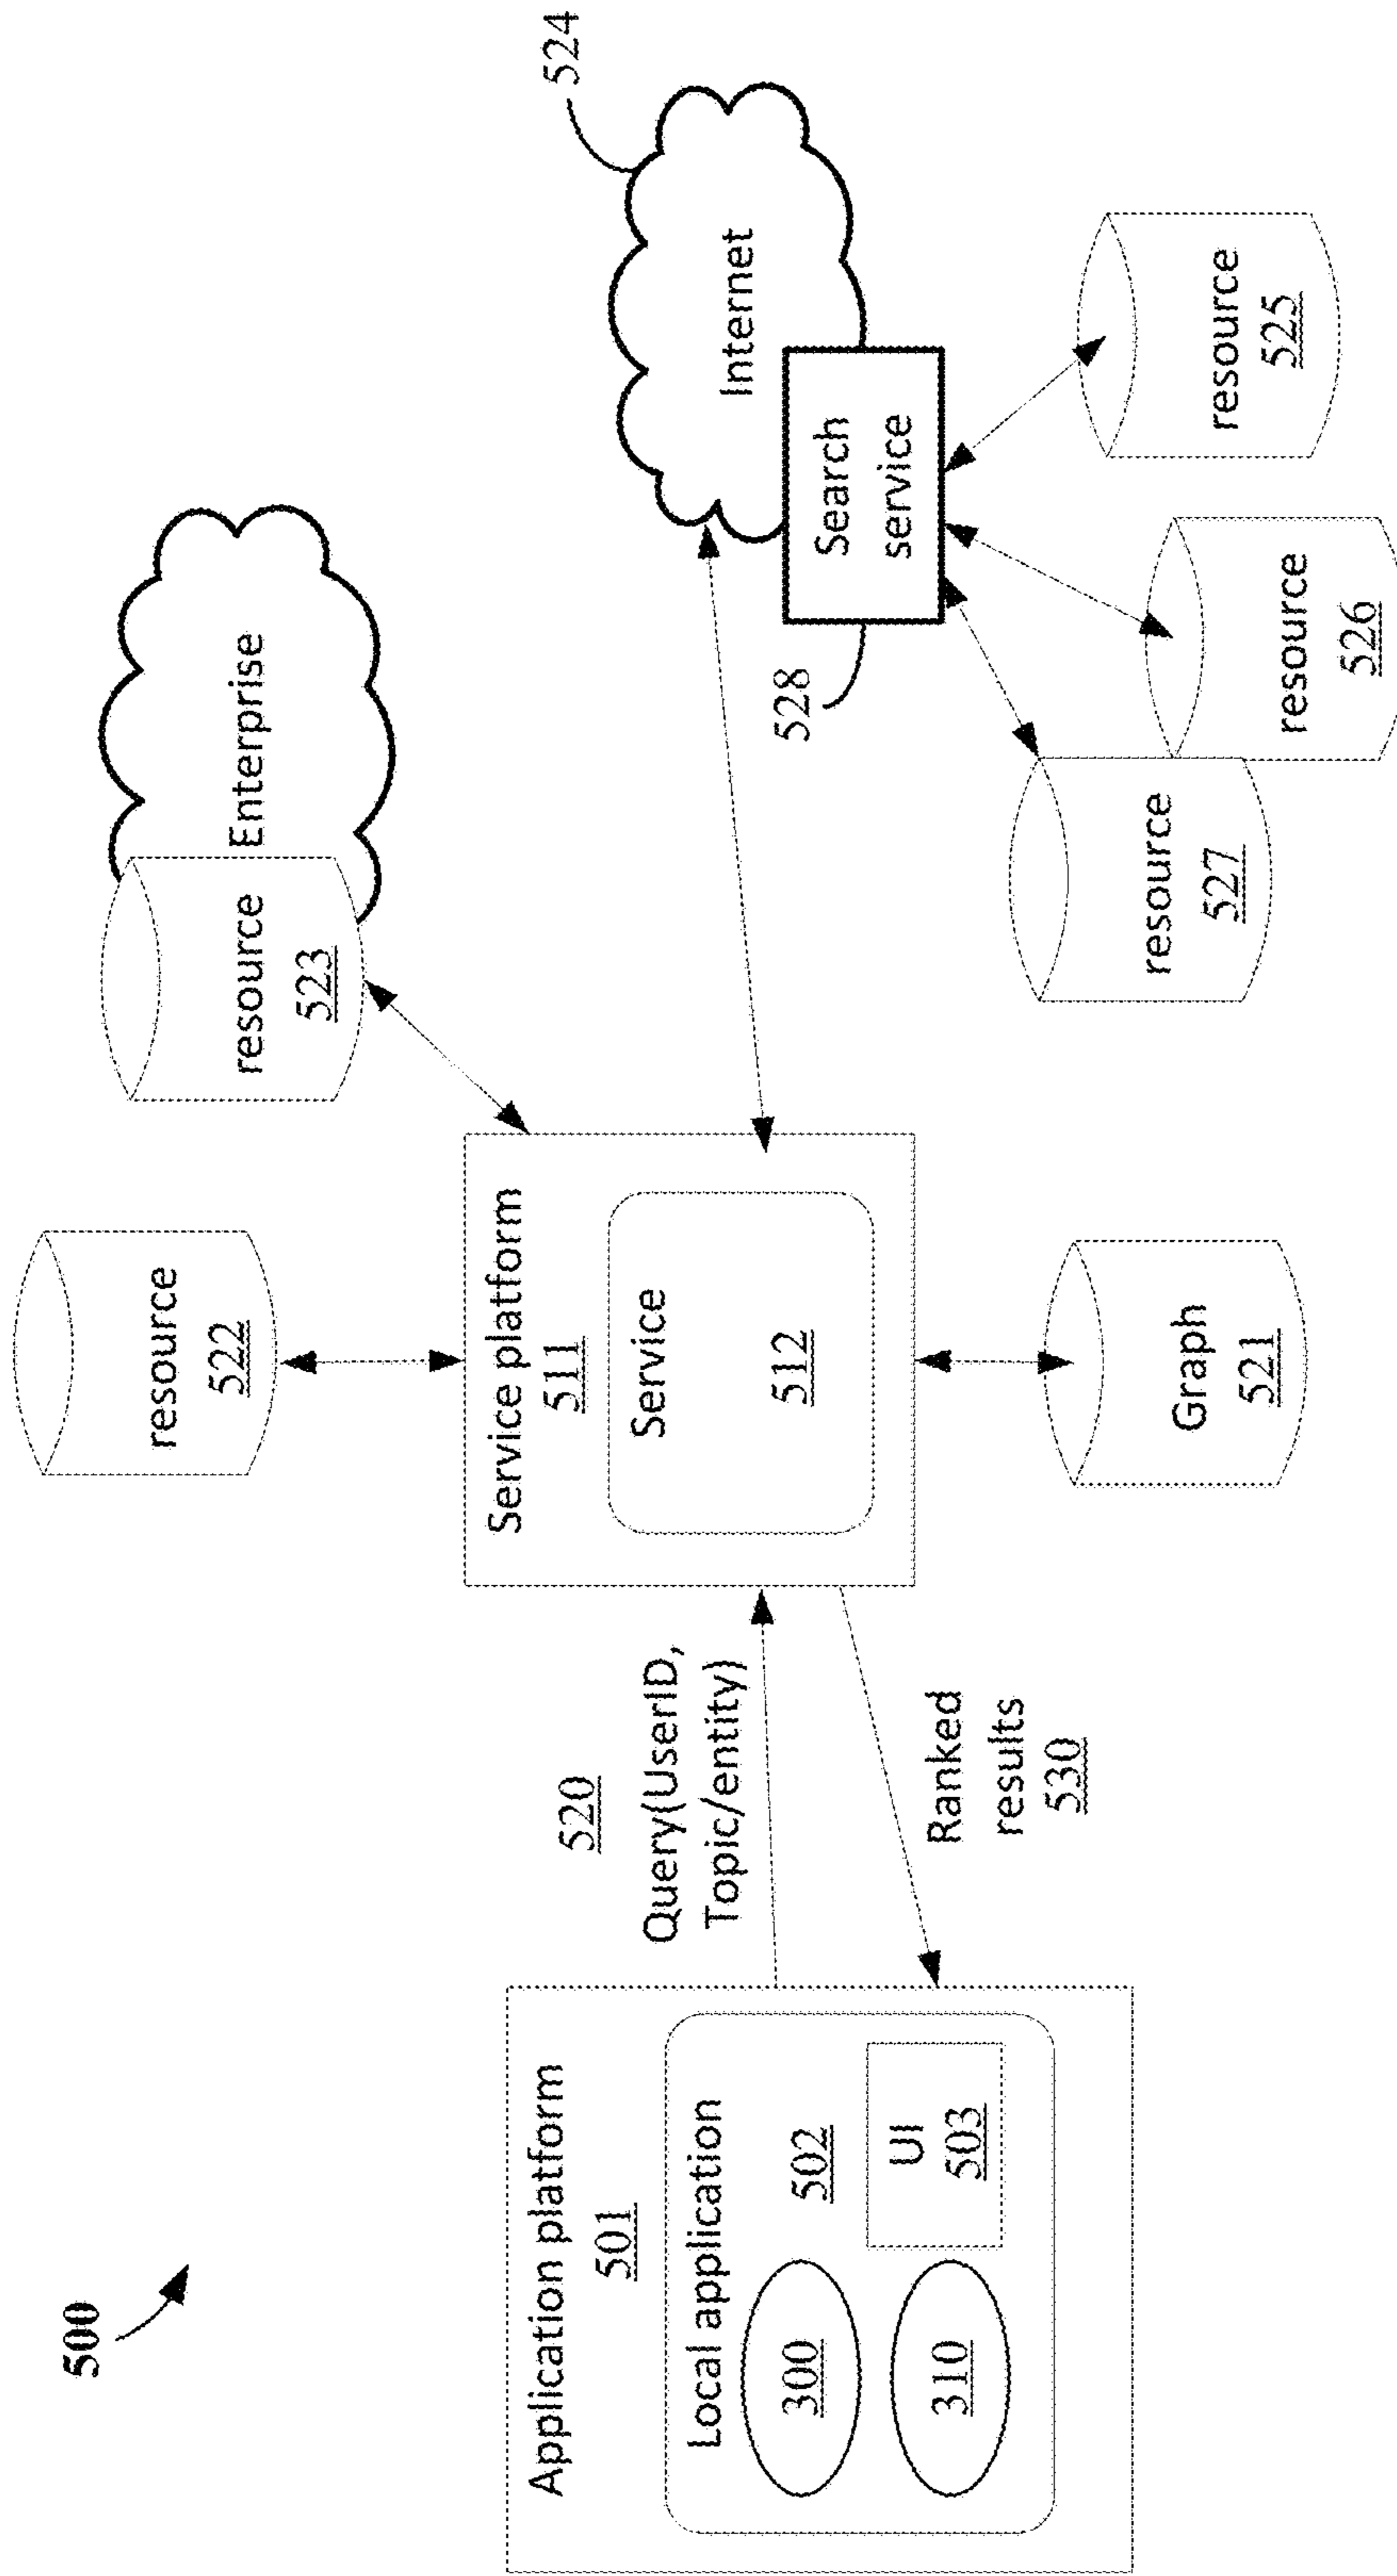 500
Application platform
501
Local application
502
300
310
UI
503
520
Query(UserID,
Topic/entity)
Ranked
results
530
Service platform
511
Service
512
resource
522
Graph
521
resource
523
Enterprise
Internet
524
Search
service
528
resource
527
resource
526
resource
525